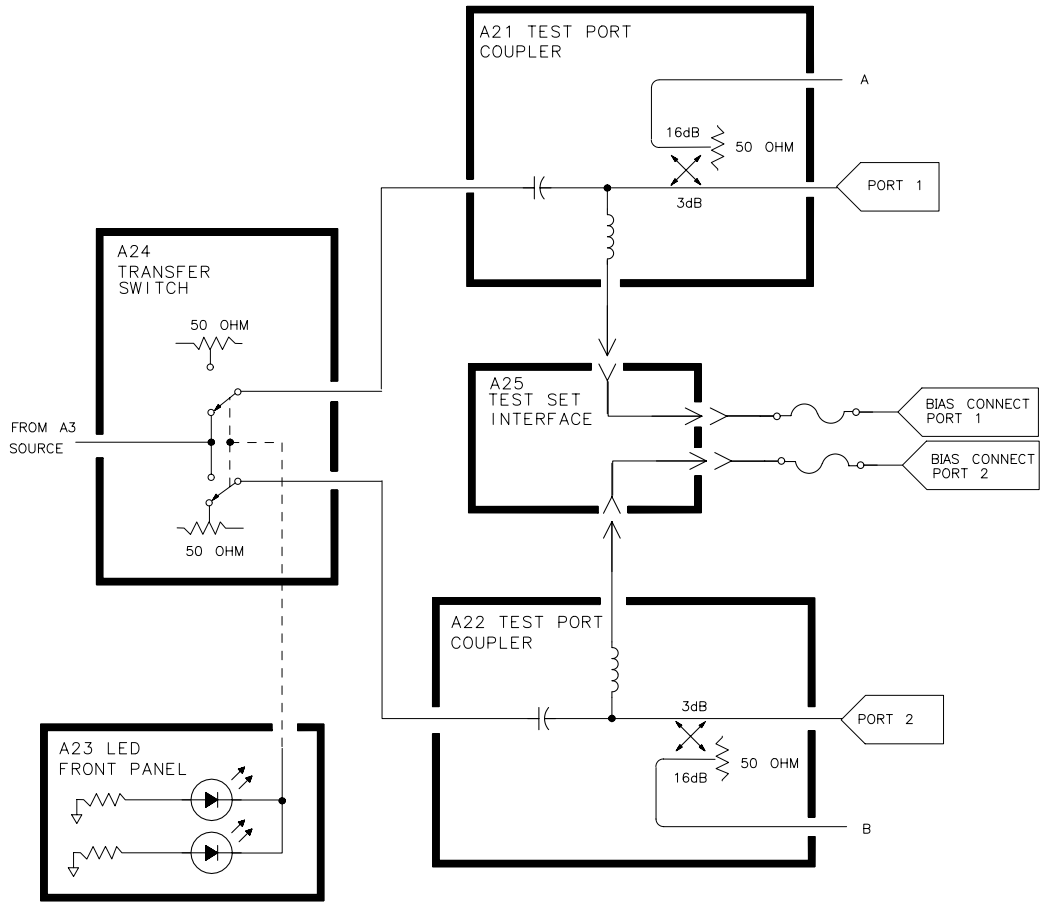 A21 TEST PORT
COUPLER
A
16dB
50 OHM
3dB
PORT 1
A24
TRANSFER
SWITCH
50 OHM
FROM A3
SOURCE
50 OHM
A25
TEST SET
INTERFACE
BIAS CONNECT
PORT 1
BIAS CONNECT
PORT 2
A22 TEST PORT
COUPLER
3dB
PORT 2
16dB
50 OHM
B
A23 LED
FRONT PANEL